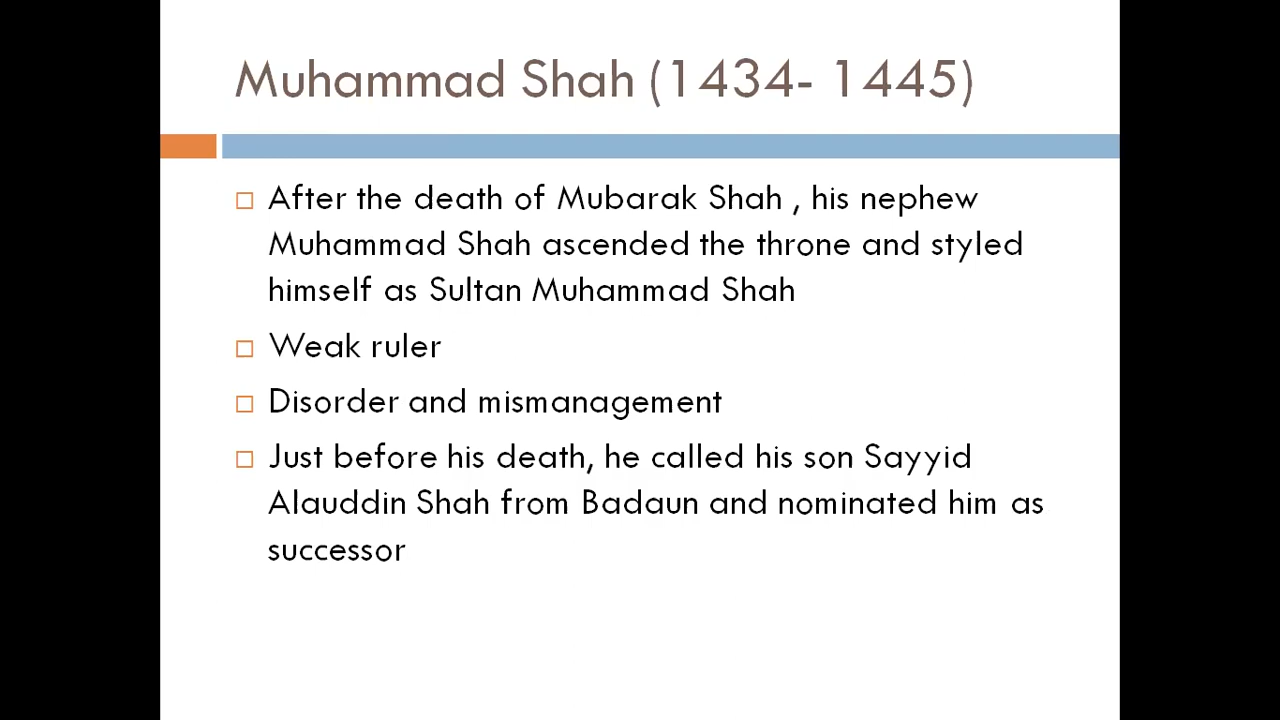 Muhammad Shah (1434- 1445)
After the death of Mubarak Shah , his nephew
Muhammad Shah ascended the throne and styled
himself as Sultan Muhammad Shah
Weak ruler
Disorder and mismanagement
Just before his death, he called his son Sayyid
Alauddin Shah from Badaun and nominated him as
successor